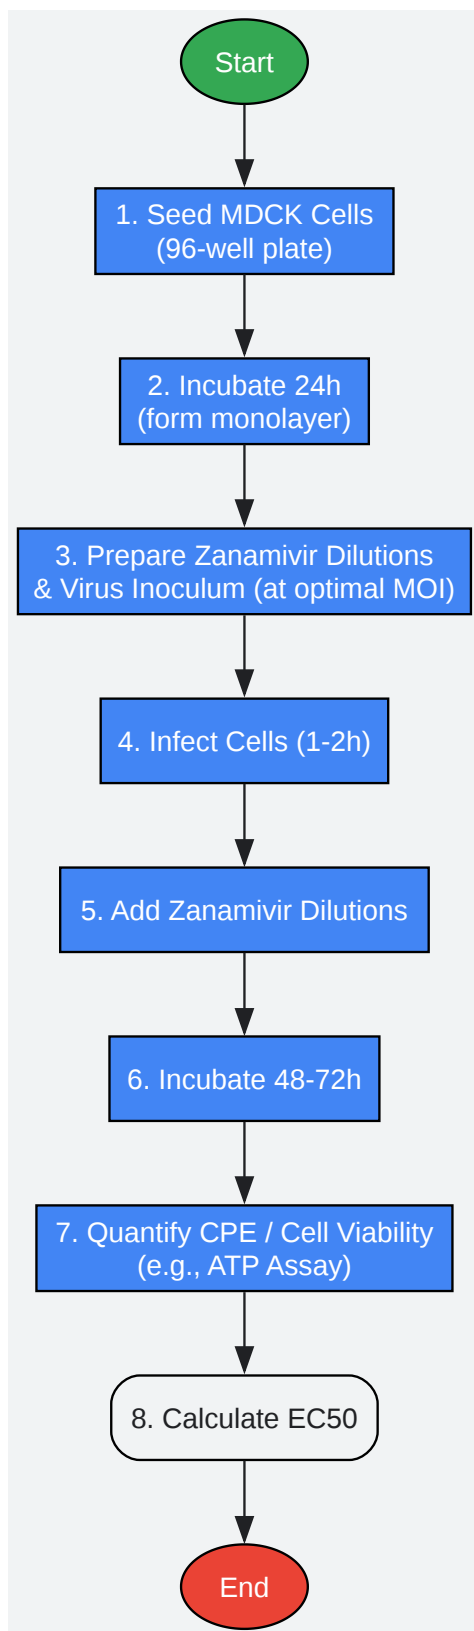 Start
1. Seed MDCK Cells
(96-well plate)
2. Incubate 24h
(form monolayer)
3. Prepare Zanamivir Dilutions
& Virus Inoculum (at optimal MOI)
4. Infect Cells (1-2h)
5. Add Zanamivir Dilutions
6. Incubate 48-72h
7. Quantify CPE / Cell Viability
(e.g., ATP Assay)
8. Calculate EC50
End